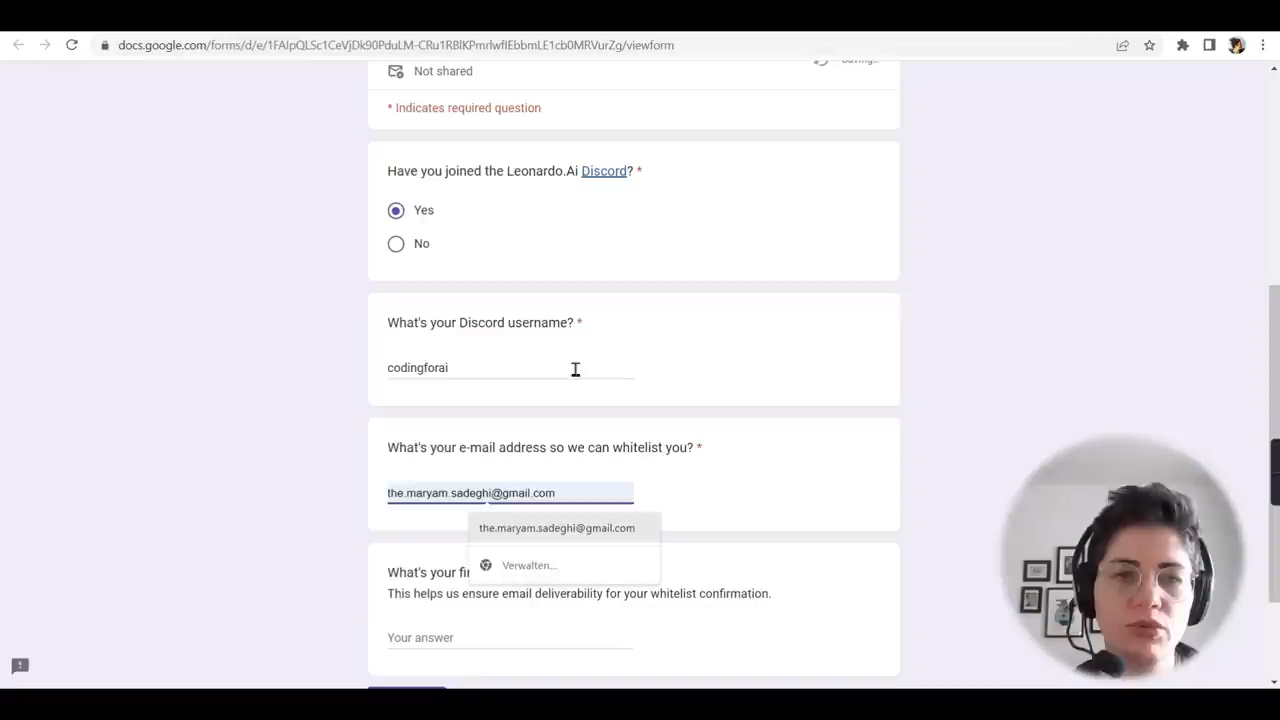 docs.google.com/forms/d/e/1FAIpQLSc1CeVjDk90PduLM-CRu1RBlKPmrlwflEbbmLE1cb0MRVurZg/viewform
Not shared
Saving...
* Indicates required question
Have you joined the Leonardo.Ai Discord? *
Yes
No
What's your Discord username? *
codingforai
What's your e-mail address so we can whitelist you? *
the.maryam.sadeghi@gmail.com
the.maryam.sadeghi@gmail.com
Verwalten...
What's your
This helps us ensure email deliverability for your whitelist confirmation.
Your answer